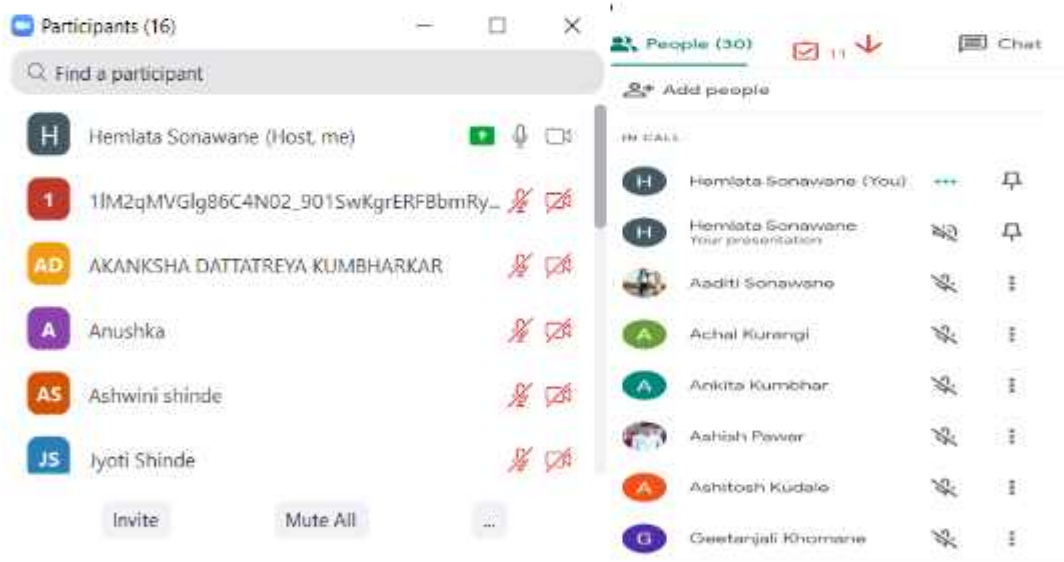 Participants (16)
Find a participant
H Hemlata Sonawane (Host, me)
1 1lM2qMVGlg86C4N02_901SwKgrERFBbmRy...
AD AKANKSHA DATTATREYA KUMBHARKAR
A Anushka
AS Ashwini shinde
JS Jyoti Shinde
Invite Mute All ...
People (30) 11 Chat
Add people
IN CALL
H Hemlata Sonawane (You)
H Hemlata Sonawane
Your presentation
Aaditi Sonawane
A Achal Kurangi
A Ankita Kumbhar
Ashish Pawar
A Ashitosh Kudale
G Geetanjali Khomane